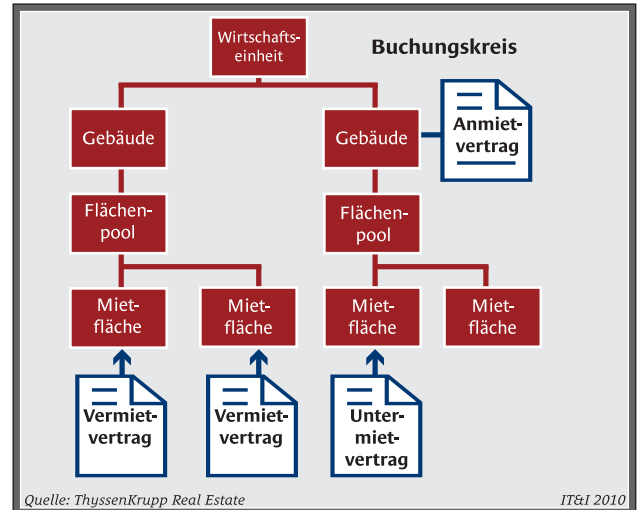 Wirtschafts-
einheit
Buchungskreis
Gebäude
Gebäude
Anmiet-
vertrag
Flächen-
pool
Flächen-
pool
Miet-
fläche
Miet-
fläche
Miet-
fläche
Miet-
fläche
Vermiet-
vertrag
Vermiet-
vertrag
Unter-
miet-
vertrag
Quelle: ThyssenKrupp Real Estate
IT&I 2010